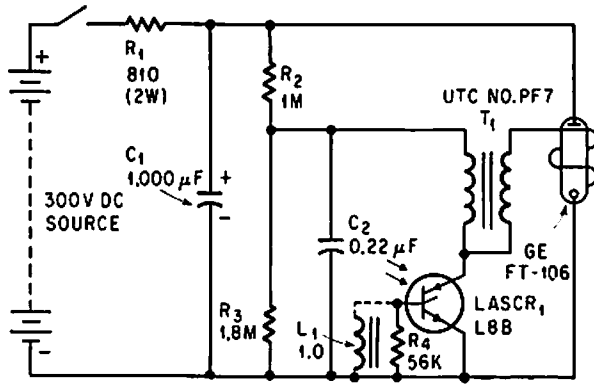 R1
810
(2W)
R2
1M
UTC NO.PF7
T1
+
C1
1,000 μF
+
-
300V DC
SOURCE
C2
0.22 μF
GE
FT-106
R3
1.8M
L1
1.0
R4
56K
LASCR1
L8B
-